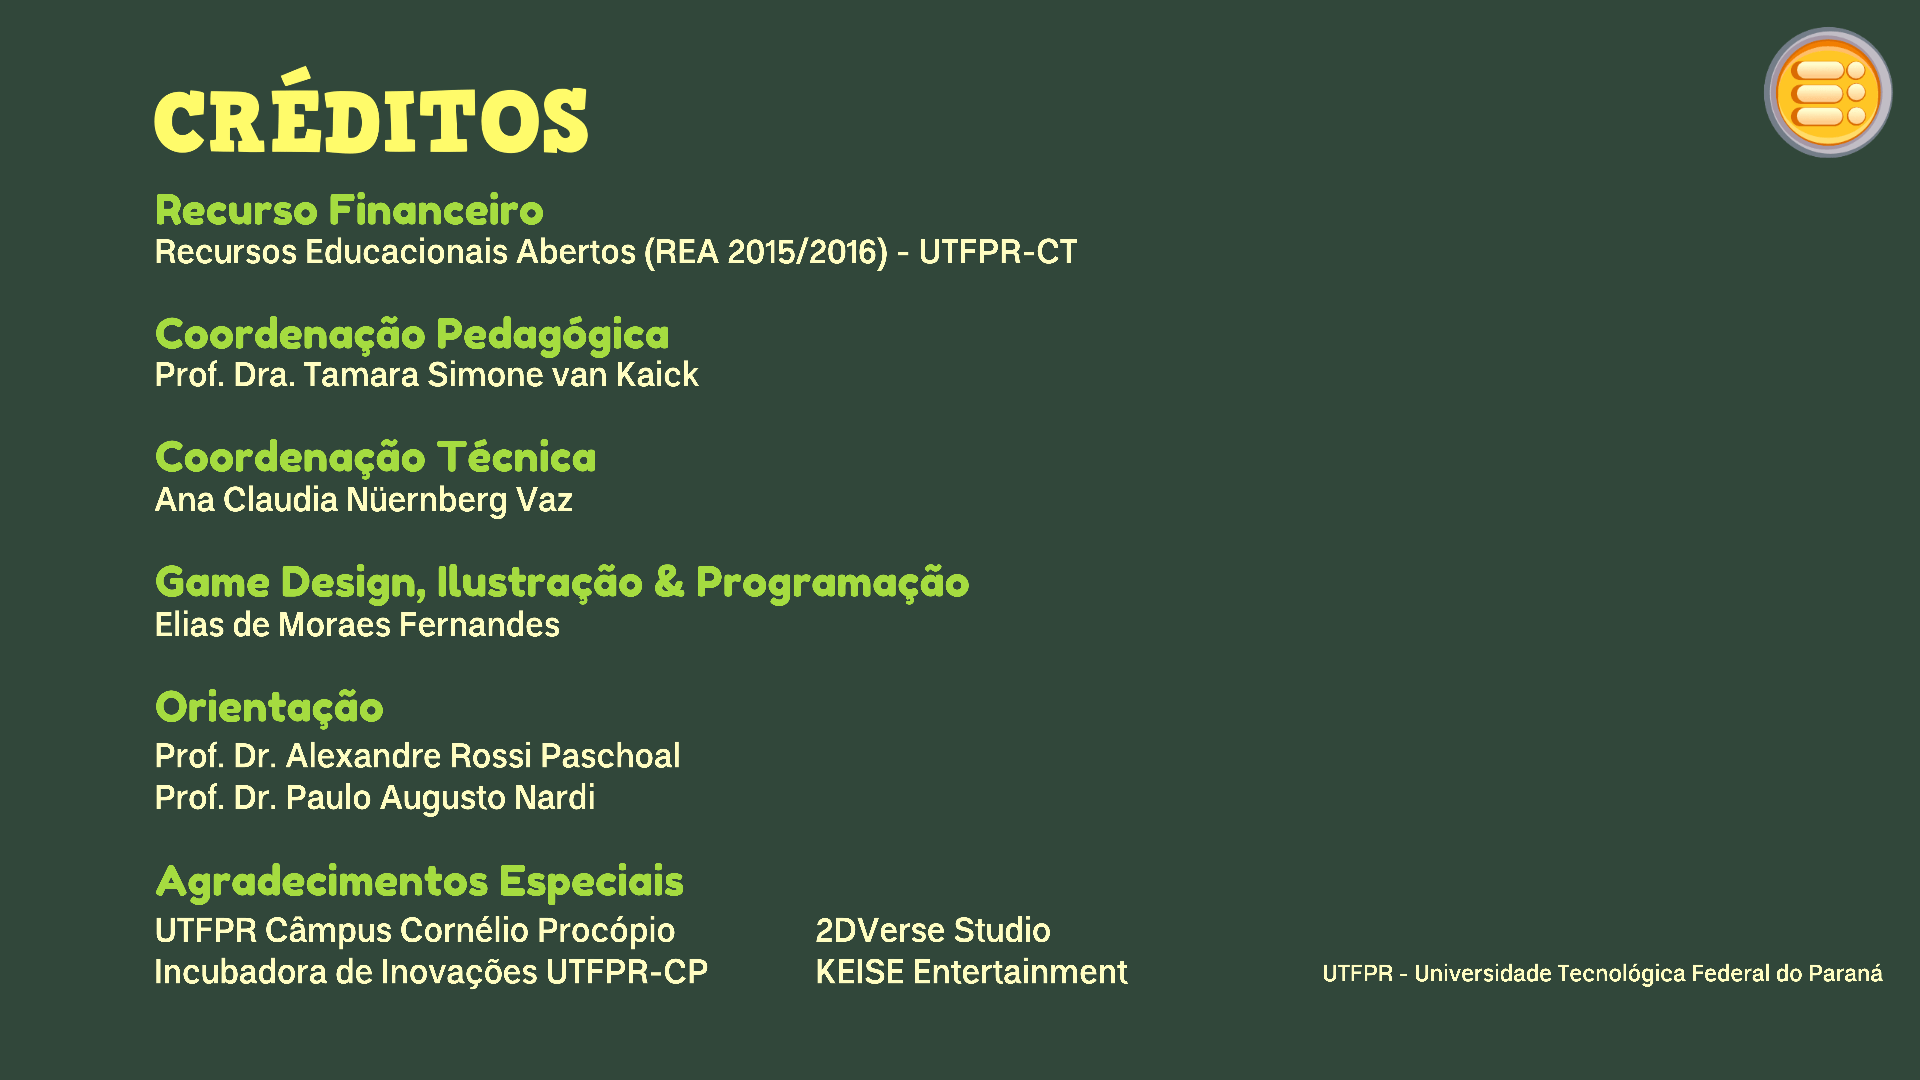 CRÉDITOS
Recurso Financeiro
Recursos Educacionais Abertos (REA 2015/2016) - UTFPR-CT
Coordenação Pedagógica
Prof. Dra. Tamara Simone van Kaick
Coordenação Técnica
Ana Claudia Nüernberg Vaz
Game Design, Ilustração & Programação
Elias de Moraes Fernandes
Orientação
Prof. Dr. Alexandre Rossi Paschoal
Prof. Dr. Paulo Augusto Nardi
Agradecimentos Especiais
UTFPR Câmpus Cornélio Procópio
Incubadora de Inovações UTFPR-CP
2DVerse Studio
KEISE Entertainment
UTFPR - Universidade Tecnológica Federal do Paraná